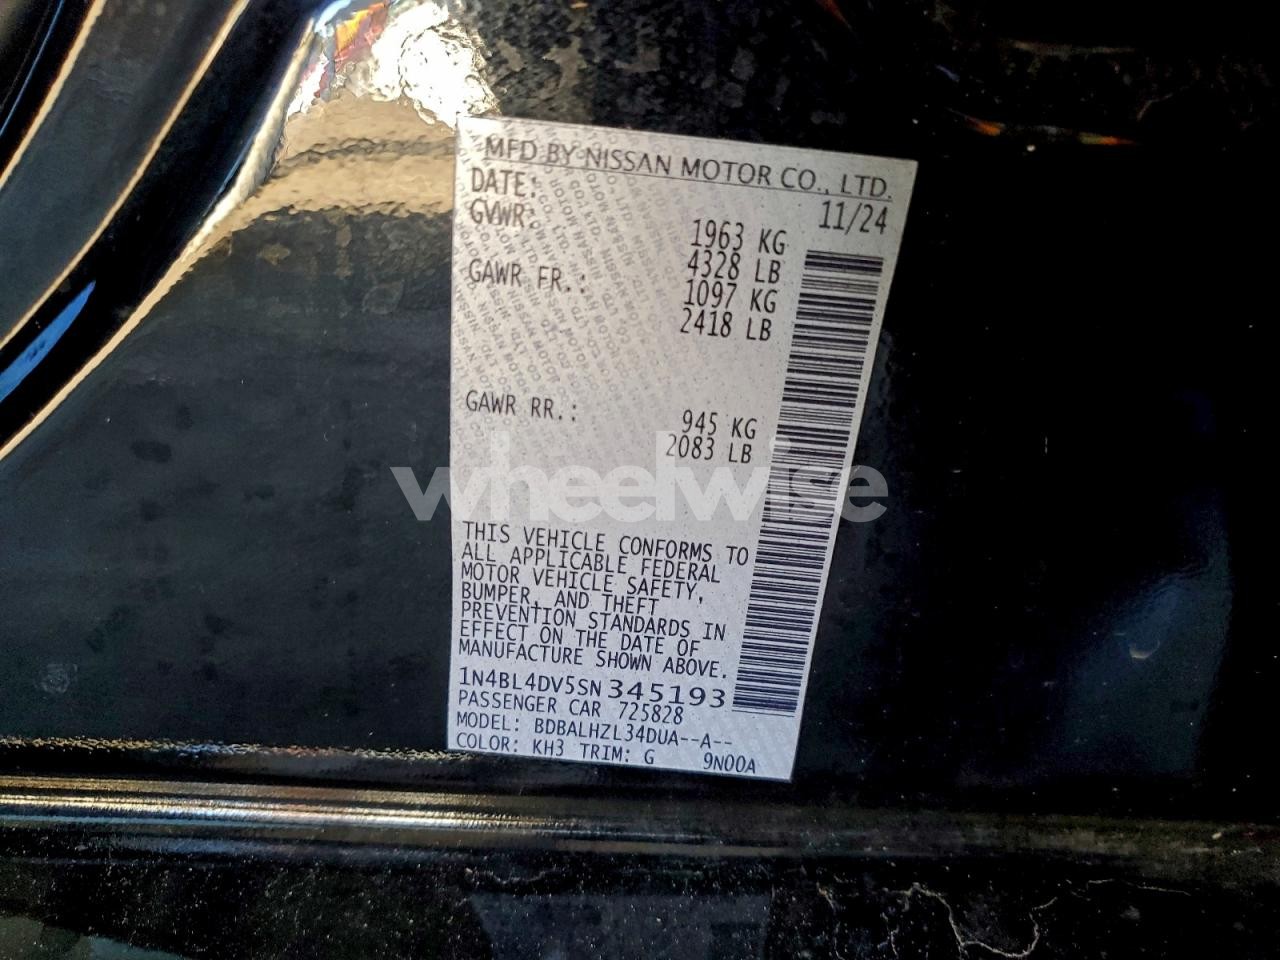 MFD BY NISSAN MOTOR CO., LTD.
DATE: 11/24
GVWR: 1963 KG
4328 LB
GAWR FR.: 1097 KG
2418 LB
GAWR RR.: 945 KG
2083 LB
wheelwise
THIS VEHICLE CONFORMS TO
ALL APPLICABLE FEDERAL
MOTOR VEHICLE SAFETY,
BUMPER, AND THEFT
PREVENTION STANDARDS IN
EFFECT ON THE DATE OF
MANUFACTURE SHOWN ABOVE.
1N4BL4DV5SN345193
PASSENGER CAR 725828
MODEL: BDBALHZL34DUA--A--
COLOR: KH3 TRIM: G 9N00A